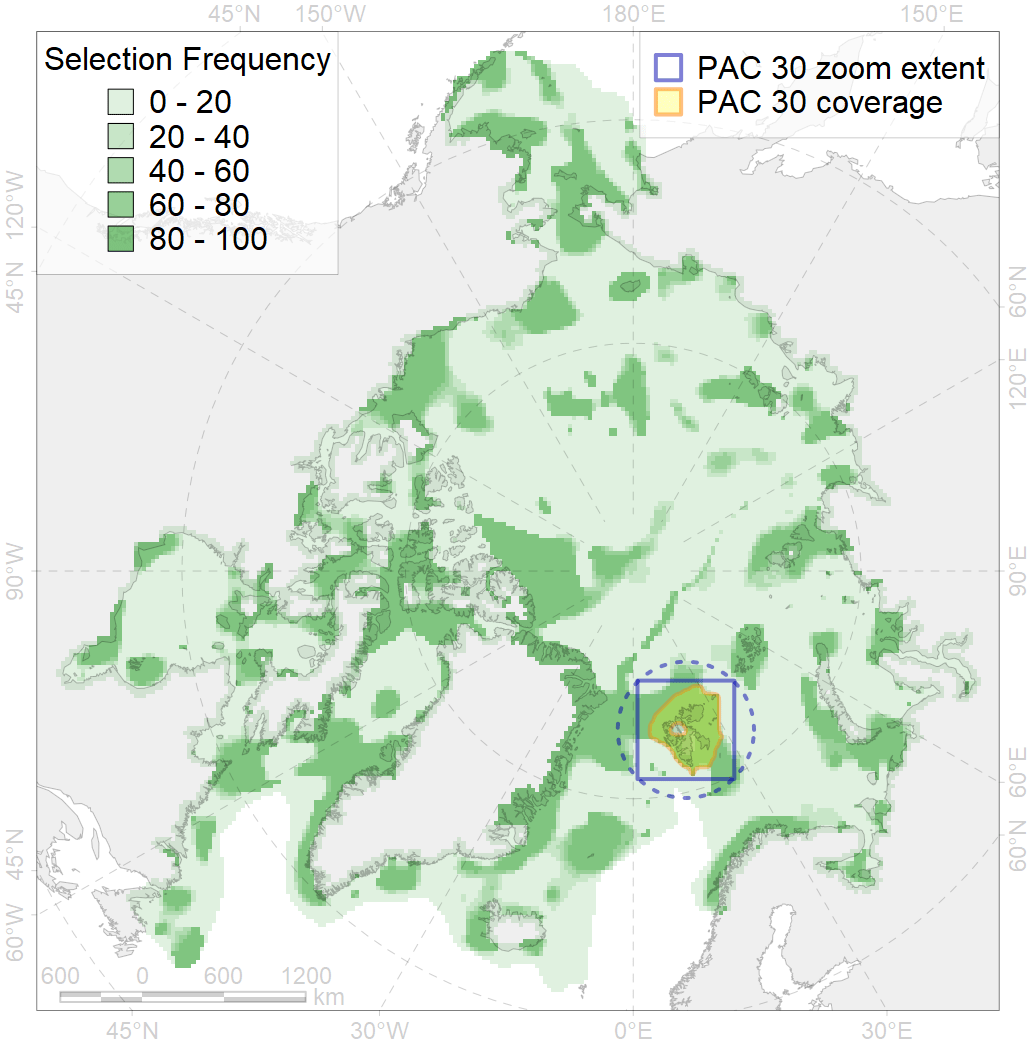 45°N 150°W 180°E 150°E
Selection Frequency
0 - 20
20 - 40
40 - 60
60 - 80
80 - 100
PAC 30 zoom extent
PAC 30 coverage
120°W
45°N
90°W
45°N
60°W
60°N
120°E
90°E
60°E
60°N
600 0 600 1200
km
45°W 30°W 0°E 30°E